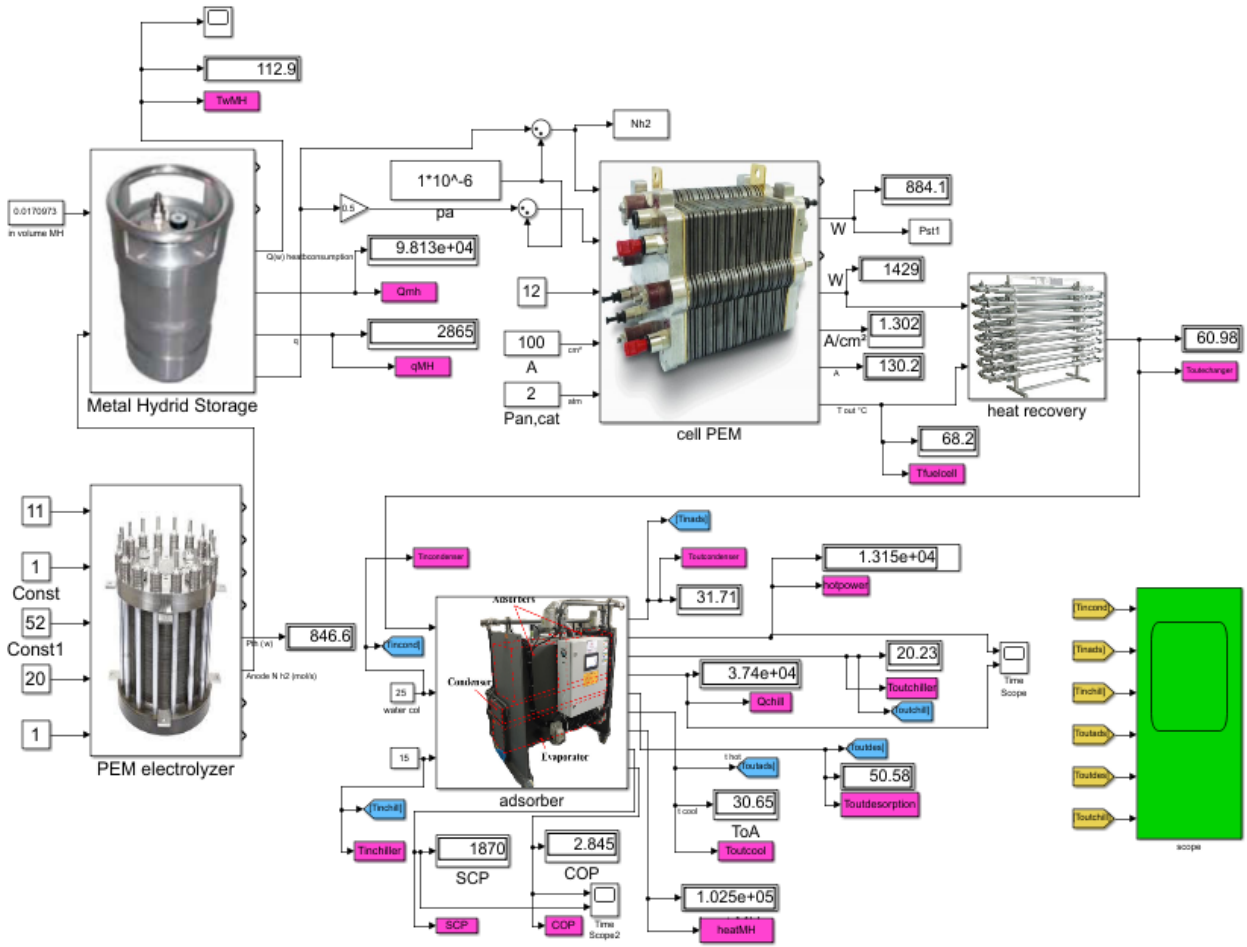 112.9
TwMH
Nh2
1*10^-6
pa
0.0170973
in volume MH
0.5
884.1
W
Pst1
Q(w) heatbconsumption
9.813e+04
Qmh
12
W
1429
q
2865
qMH
100
cm²
A
1.302
A/cm²
130.2
A
60.98
Toutechanger
2
atm
Pan,cat
T out °C
Metal Hydrid Storage
cell PEM
heat recovery
68.2
Tfuelcell
11
1
Const
52
Const1
20
1
Pth (w)
846.6
Anode N h2 (mol/s)
PEM electrolyzer
[Tinads]
Tincondenser
Toutcondenser
1.315e+04
hotpower
31.71
Adsorbers
[Tincond]
20.23
Time
Scope
Condenser
25
water col
3.74e+04
Toutchiller
Qchill
[Toutchill]
Evaporator
15
t hot
[Toutdes]
[Toutads]
50.58
adsorber
[Tinchill]
t cool
30.65
ToA
Toutdesorption
Tinchiller
1870
SCP
2.845
COP
Toutcool
SCP
COP
Time
Scope2
1.025e+05
heatMH
[Tincond]
[Tinads]
[Tinchill]
[Toutads]
[Toutdes]
[Toutchill]
scope